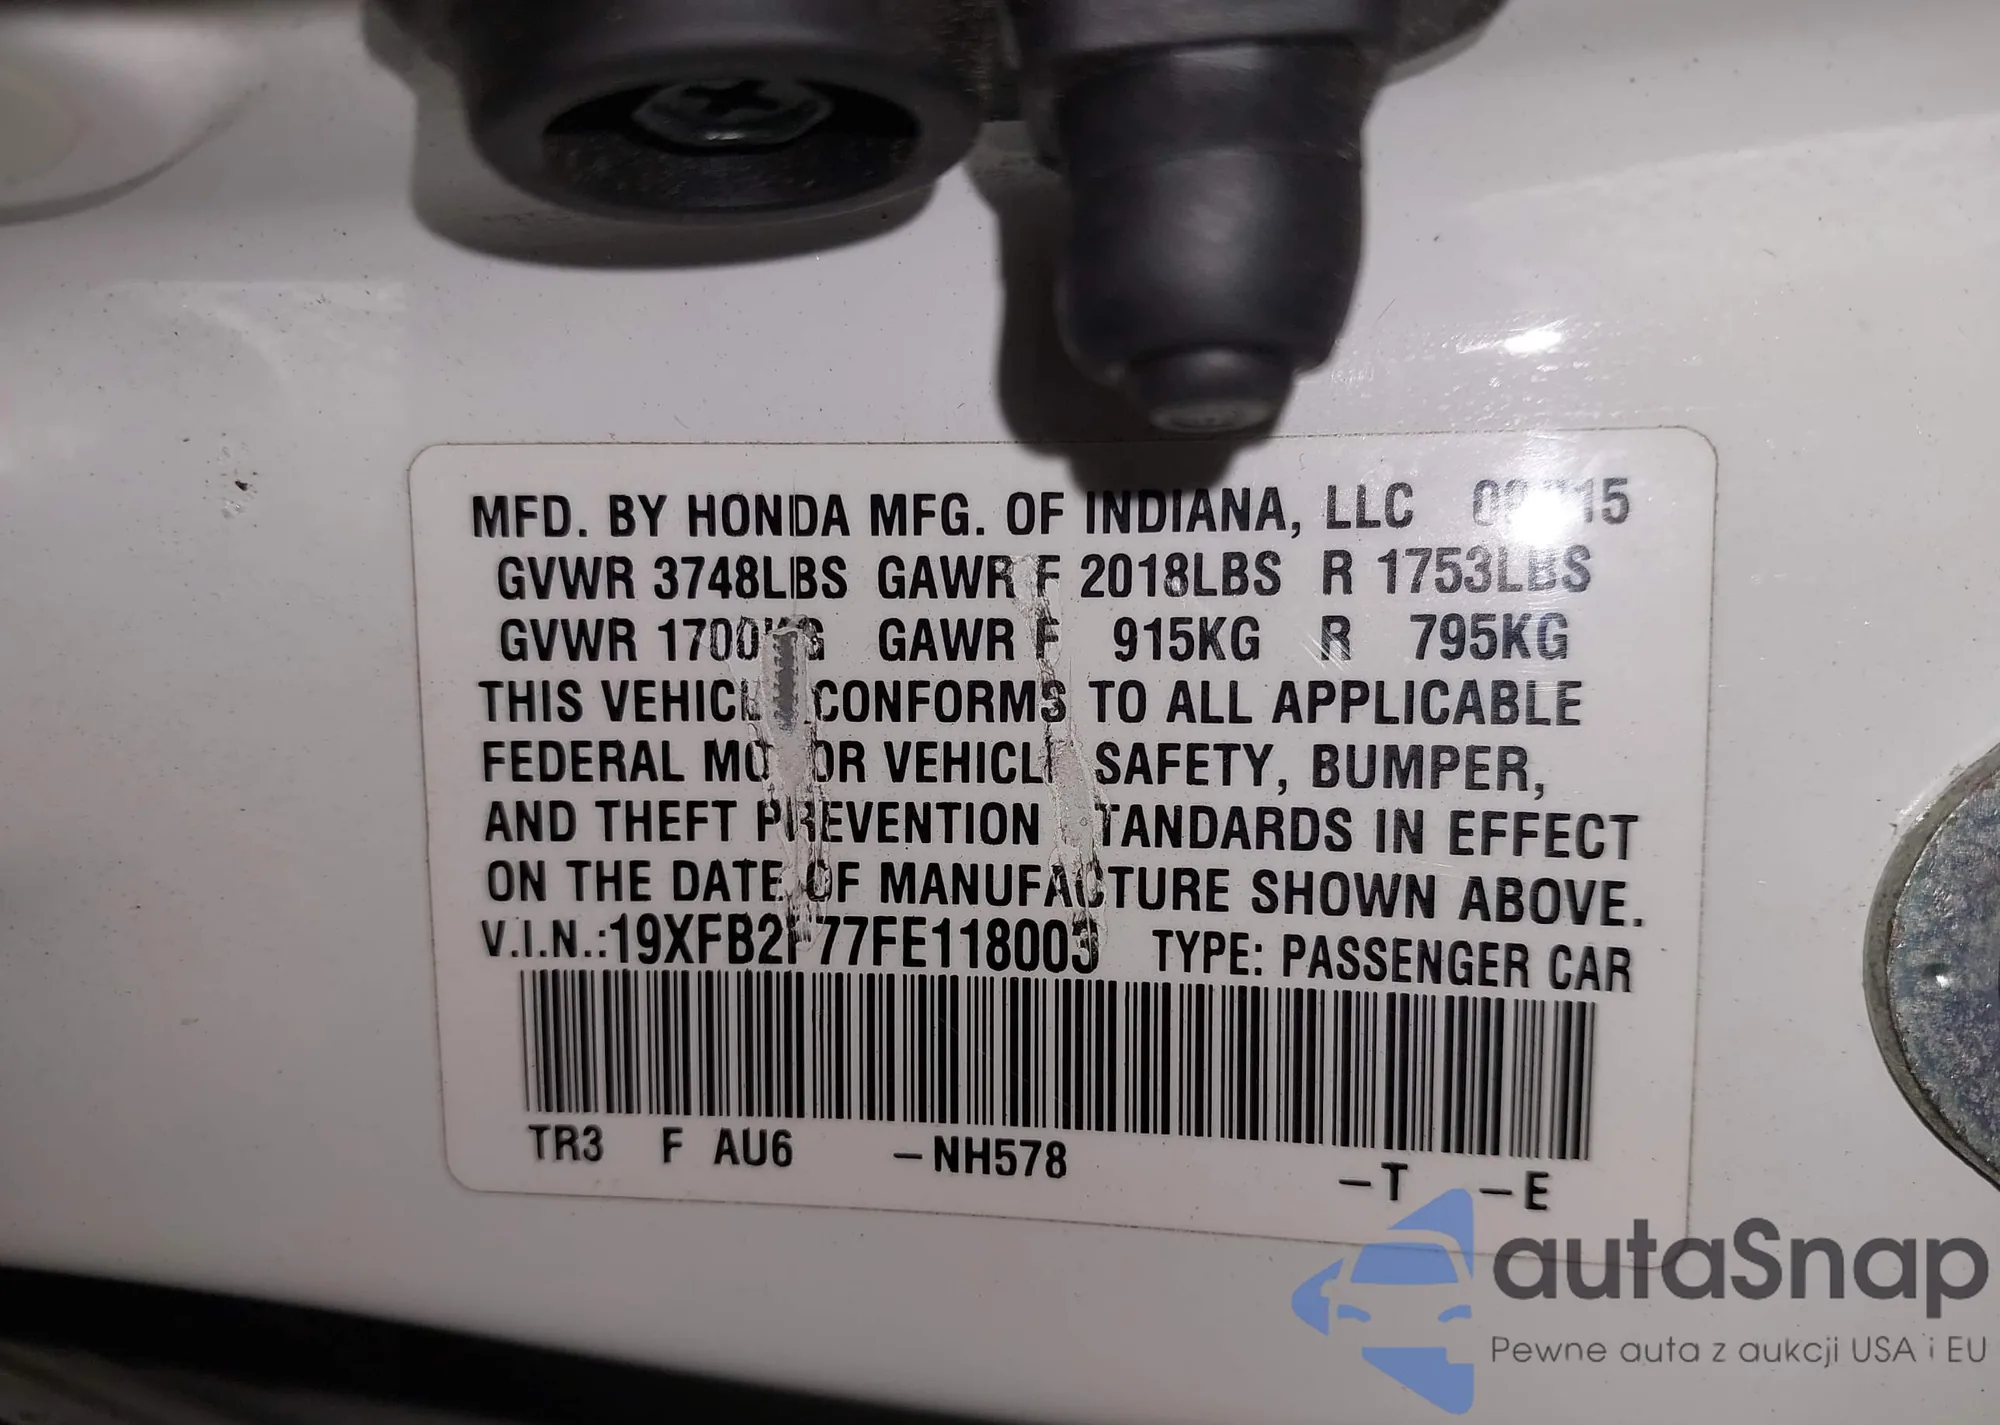 MFD. BY HONDA MFG. OF INDIANA, LLC
GVWR 3748LBS GAWR F 2018LBS R 1753LBS
GVWR 1700KG GAWR F 915KG R 795KG
THIS VEHICLE CONFORMS TO ALL APPLICABLE
FEDERAL MOTOR VEHICLE SAFETY, BUMPER,
AND THEFT PREVENTION STANDARDS IN EFFECT
ON THE DATE OF MANUFACTURE SHOWN ABOVE.
V.I.N.:19XFB2F77FE118003 TYPE: PASSENGER CAR
TR3 F AU6 –NH578 –T –E
autaSnap
Pewne auta z aukcji USA i EU